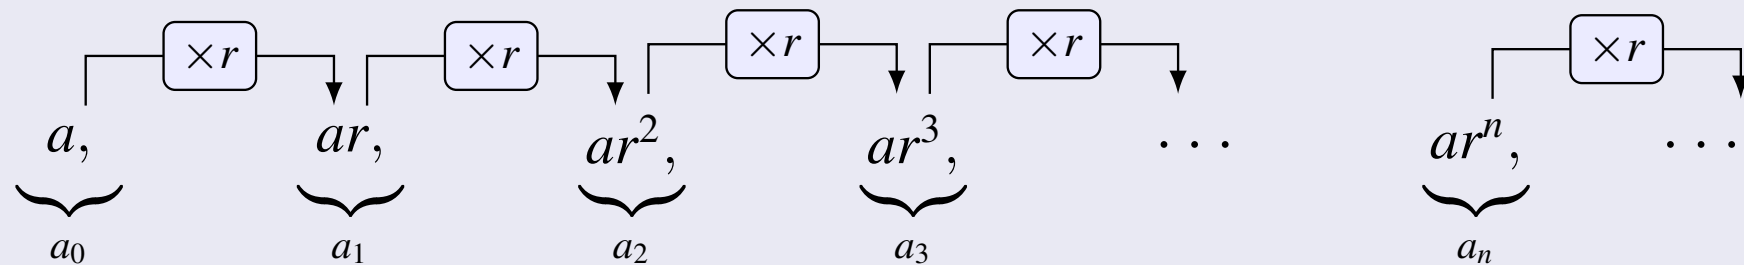 ×r ×r ×r ×r ×r
a, ar, ar², ar³, ··· arⁿ, ···
a₀ a₁ a₂ a₃ aₙ